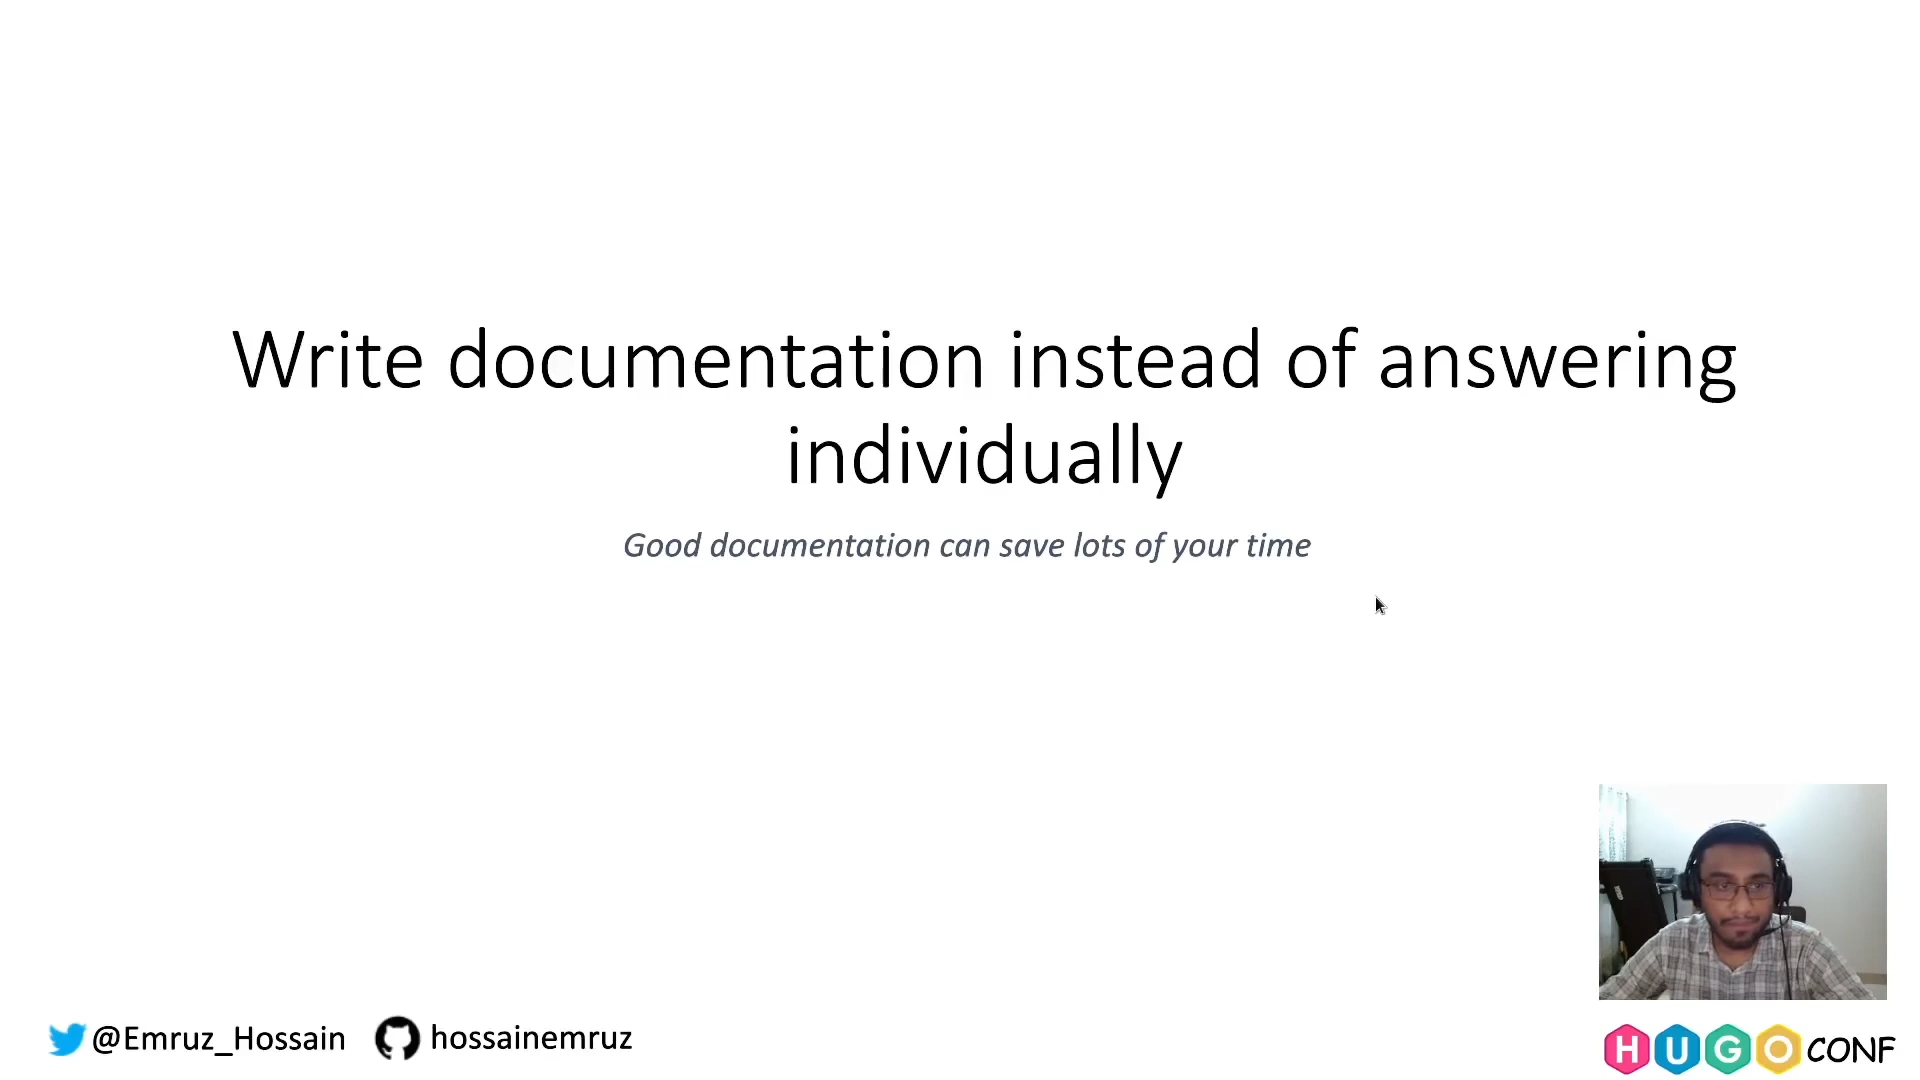 Write documentation instead of answering
individually
Good documentation can save lots of your time
@Emruz_Hossain hossainemruz
HUGO CONF